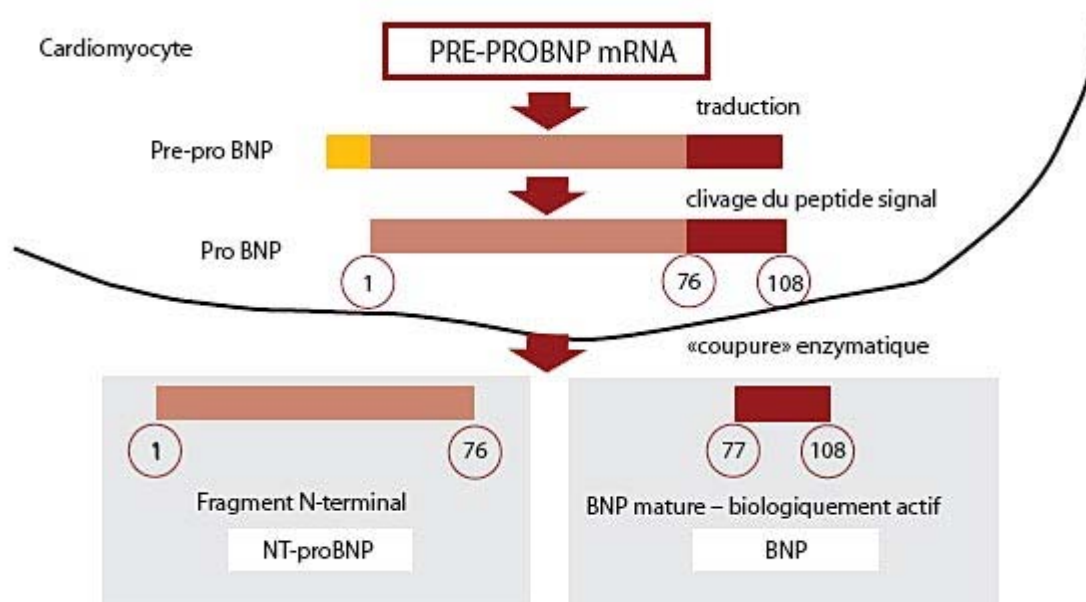 Cardiomyocyte
PRE-PROBNP mRNA
traduction
Pre-pro BNP
clivage du peptide signal
Pro BNP
1
76
108
«coupure» enzymatique
1
76
77
108
Fragment N-terminal
BNP mature – biologiquement actif
NT-proBNP
BNP